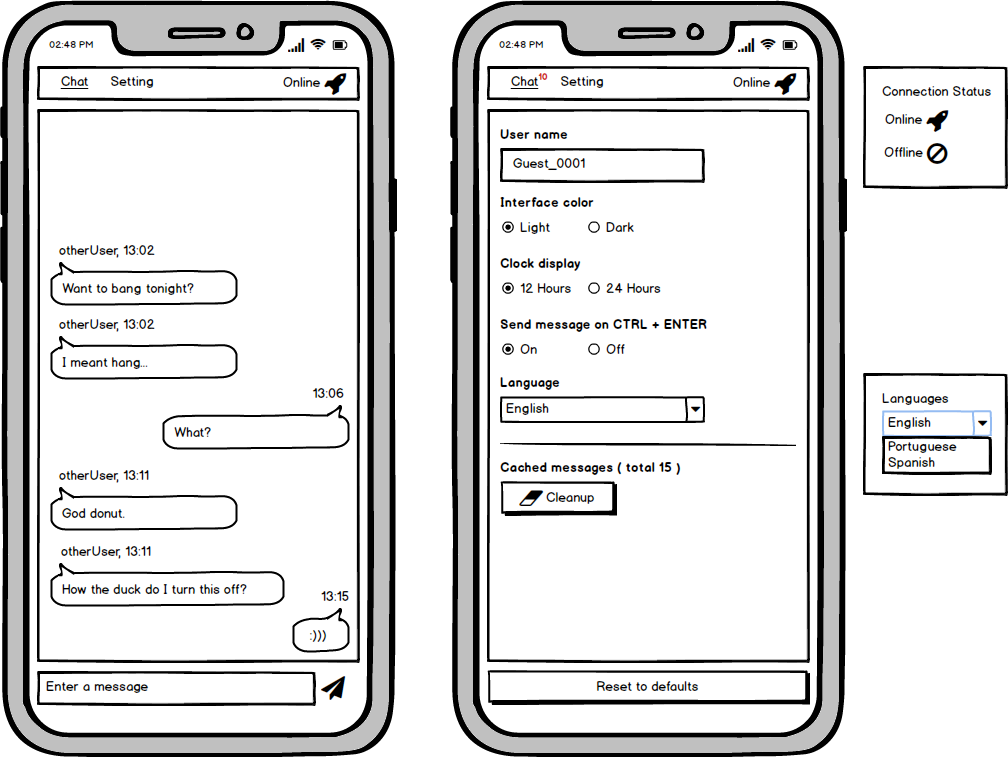 02:48 PM
Chat Setting Online
otherUser, 13:02
Want to bang tonight?
otherUser, 13:02
I meant hang...
13:06
What?
otherUser, 13:11
God donut.
otherUser, 13:11
How the duck do I turn this off?
13:15
:)))
Enter a message
02:48 PM
Chat 10 Setting Online
User name
Guest_0001
Interface color
Light Dark
Clock display
12 Hours 24 Hours
Send message on CTRL + ENTER
On Off
Language
English
Cached messages ( total 15 )
Cleanup
Reset to defaults
Connection Status
Online
Offline
Languages
English
Portuguese
Spanish